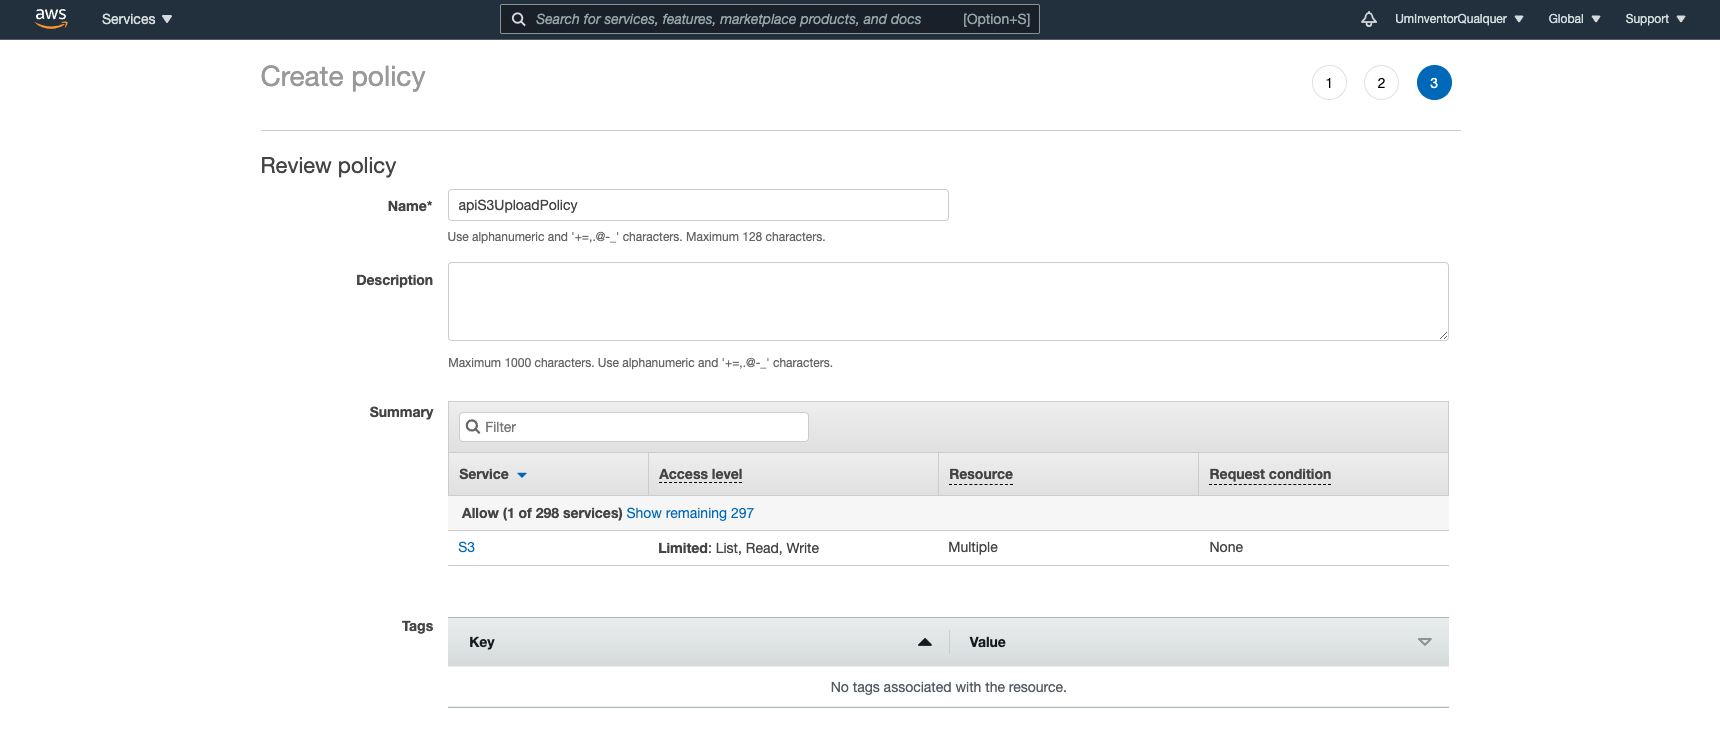 aws Services Search for services, features, marketplace products, and docs [Option+S] UmInventorQualquer Global Support
Create policy 1 2 3
Review policy
Name* apiS3UploadPolicy
Use alphanumeric and '+=,.@-_' characters. Maximum 128 characters.
Description
Maximum 1000 characters. Use alphanumeric and '+=,.@-_' characters.
Summary Filter
Service Access level Resource Request condition
Allow (1 of 298 services) Show remaining 297
S3 Limited: List, Read, Write Multiple None
Tags Key Value
No tags associated with the resource.